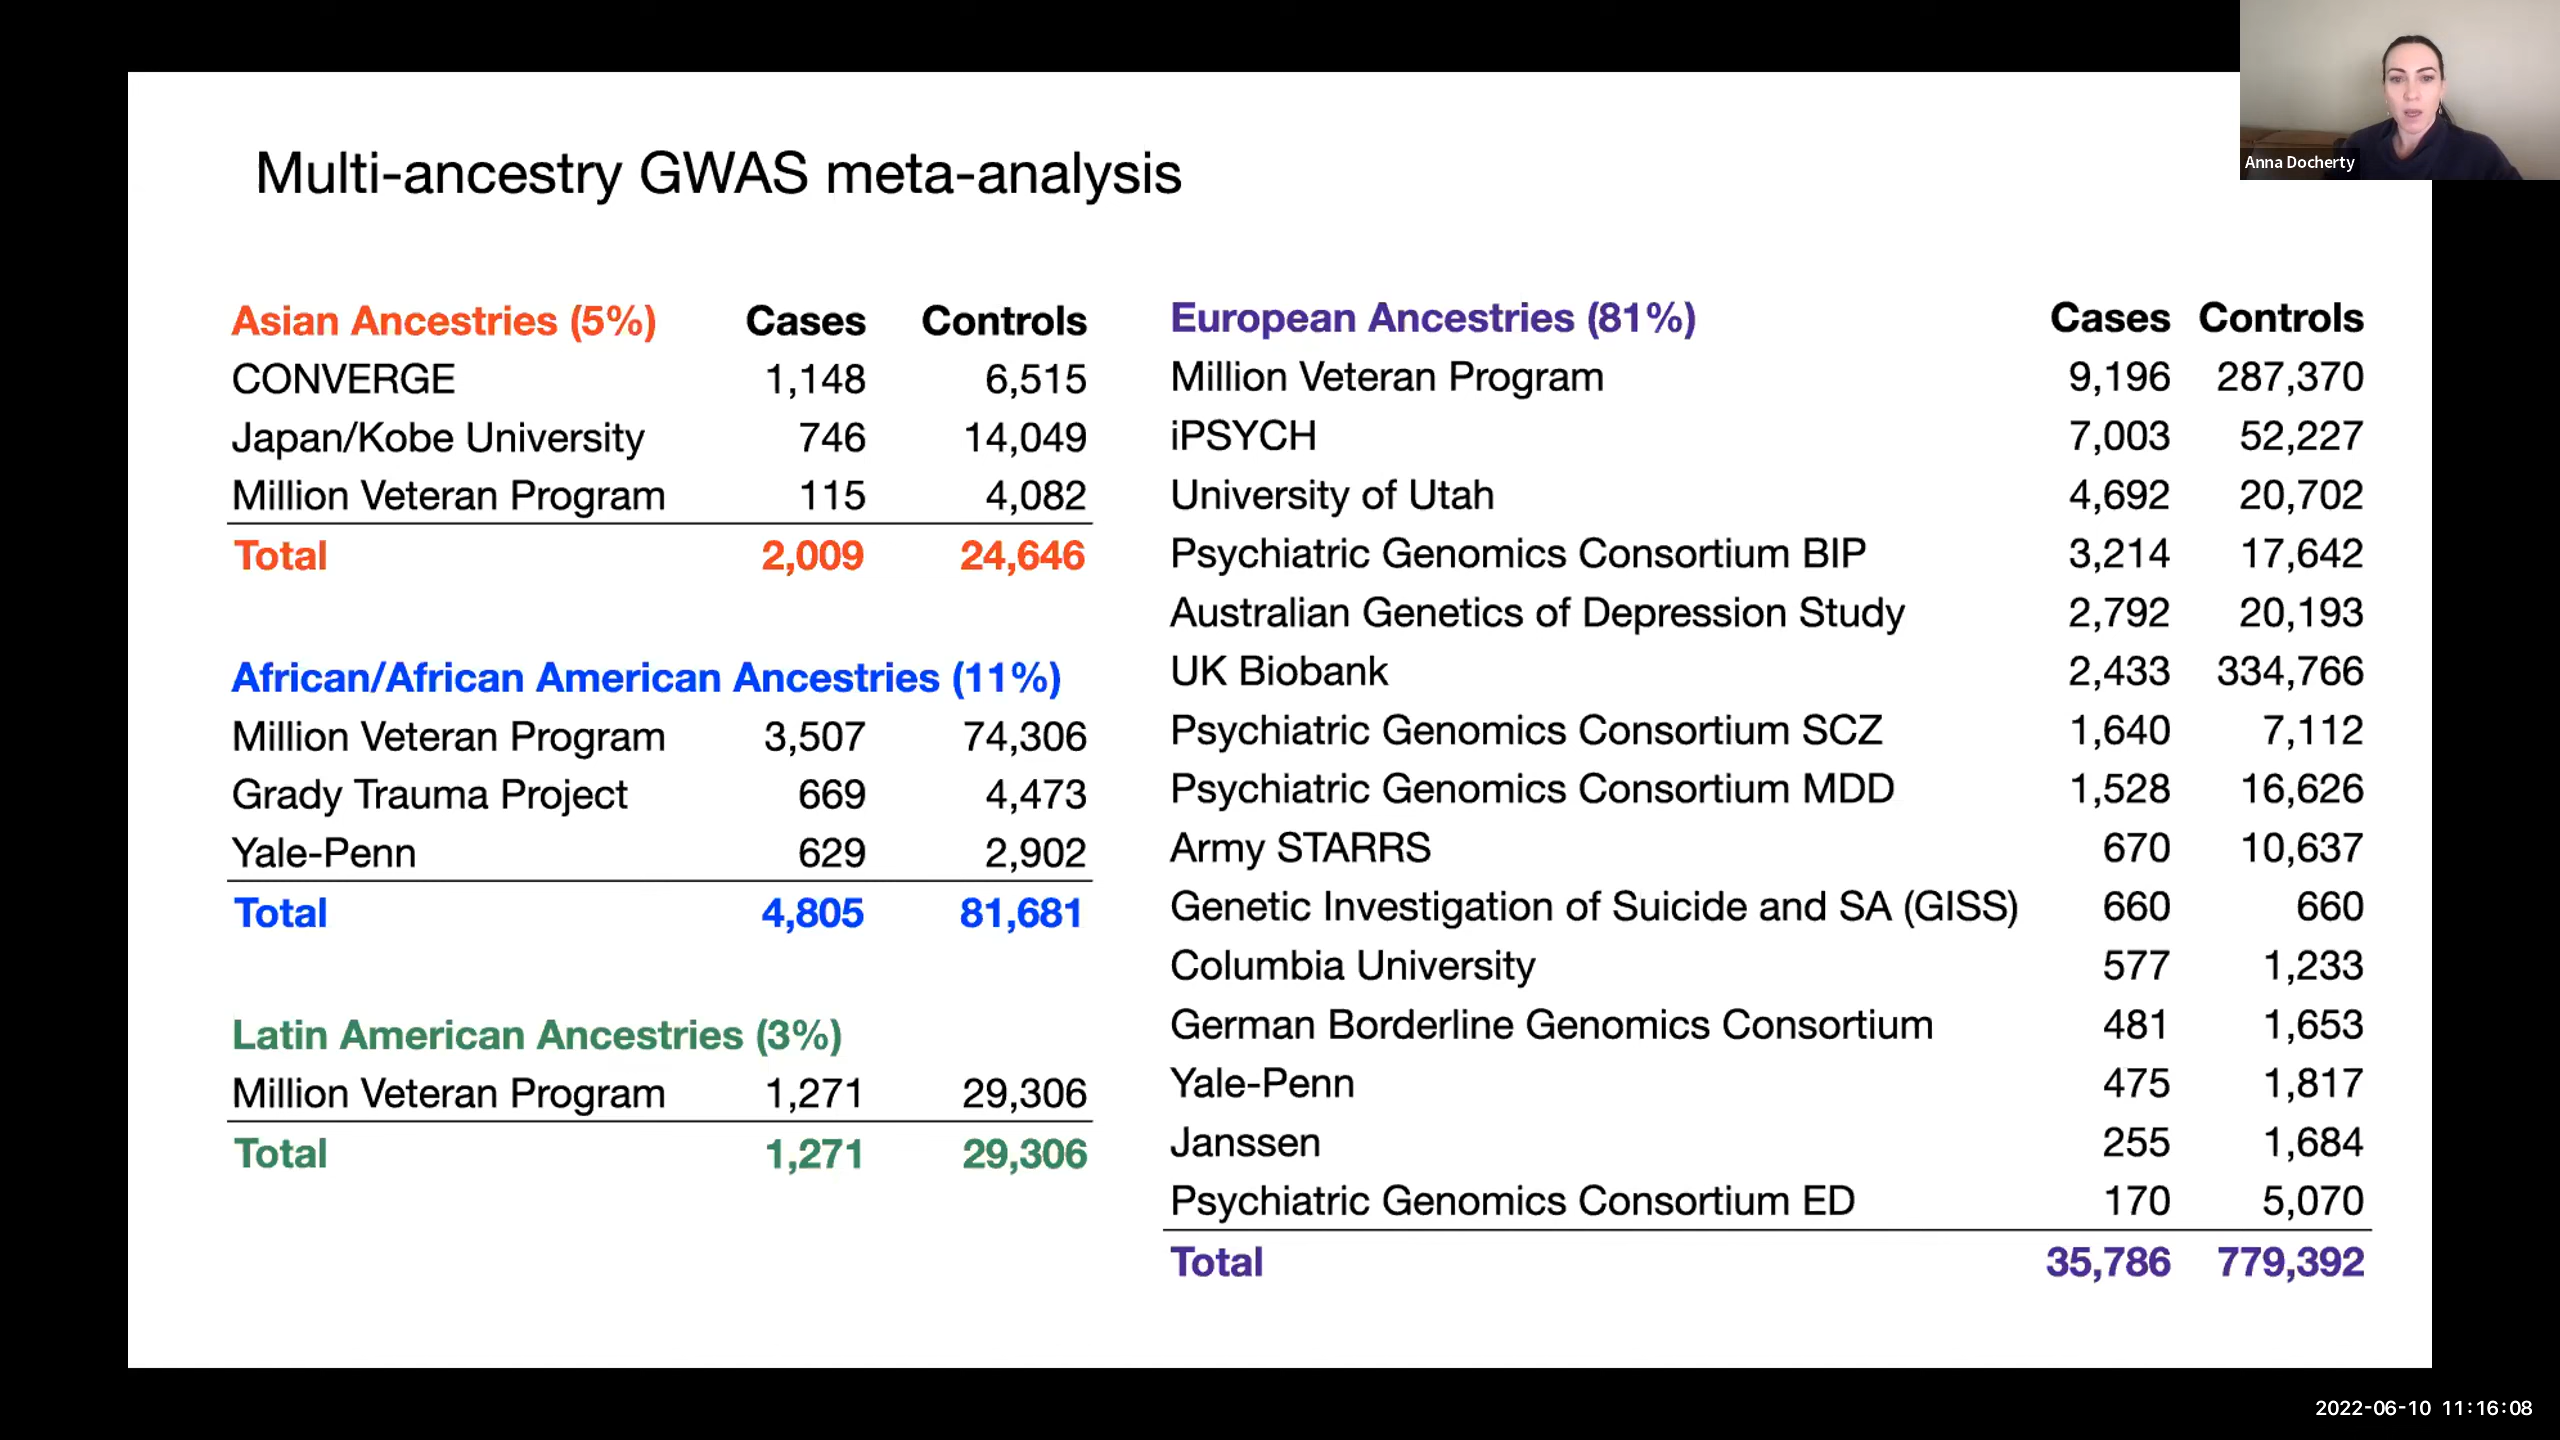 Anna Docherty
Multi-ancestry GWAS meta-analysis
Asian Ancestries (5%) Cases Controls
CONVERGE 1,148 6,515
Japan/Kobe University 746 14,049
Million Veteran Program 115 4,082
Total 2,009 24,646
African/African American Ancestries (11%)
Million Veteran Program 3,507 74,306
Grady Trauma Project 669 4,473
Yale-Penn 629 2,902
Total 4,805 81,681
Latin American Ancestries (3%)
Million Veteran Program 1,271 29,306
Total 1,271 29,306
European Ancestries (81%) Cases Controls
Million Veteran Program 9,196 287,370
iPSYCH 7,003 52,227
University of Utah 4,692 20,702
Psychiatric Genomics Consortium BIP 3,214 17,642
Australian Genetics of Depression Study 2,792 20,193
UK Biobank 2,433 334,766
Psychiatric Genomics Consortium SCZ 1,640 7,112
Psychiatric Genomics Consortium MDD 1,528 16,626
Army STARRS 670 10,637
Genetic Investigation of Suicide and SA (GISS) 660 660
Columbia University 577 1,233
German Borderline Genomics Consortium 481 1,653
Yale-Penn 475 1,817
Janssen 255 1,684
Psychiatric Genomics Consortium ED 170 5,070
Total 35,786 779,392
2022-06-10 11:16:08